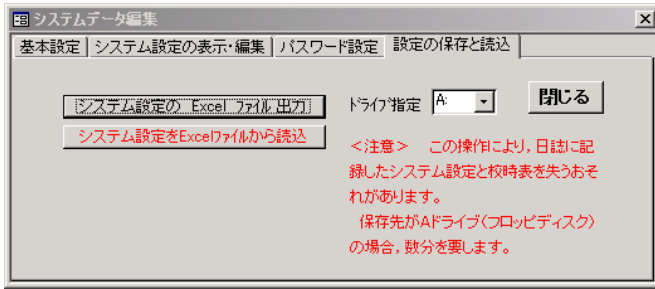 システムデータ編集
基本設定 システム設定の表示・編集 パスワード設定 設定の保存と読込
システム設定の Excel ファイル出力 ドライブ指定 A: 閉じる
システム設定をExcelファイルから読込
<注意> この操作により,日誌に記
録したシステム設定と校時表を失うおそ
れがあります。
保存先がAドライブ(フロッピディスク)
の場合,数分を要します。